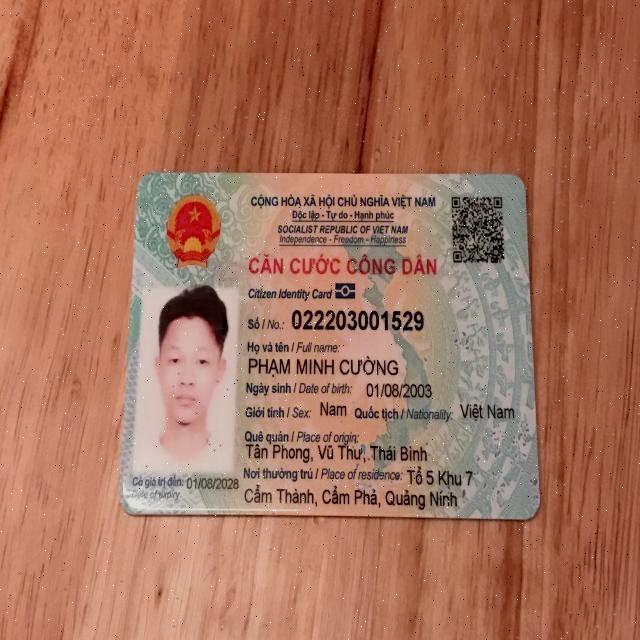 CỘNG HÒA XÃ HỘI CHỦ NGHĨA VIỆT NAM
Độc lập - Tự do - Hạnh phúc
SOCIALIST REPUBLIC OF VIET NAM
Independence - Freedom - Happiness
CĂN CƯỚC CÔNG DÂN
Citizen Identity Card
Số / No.: 022203001529
Họ và tên / Full name:
PHẠM MINH CƯỜNG
Ngày sinh / Date of birth: 01/08/2003
Giới tính / Sex: Nam Quốc tịch / Nationality: Việt Nam
Quê quán / Place of origin:
Tân Phong, Vũ Thư, Thái Bình
Nơi thường trú / Place of residence: Tổ 5 Khu 7
Cẩm Thành, Cẩm Phả, Quảng Ninh
Có giá trị đến: 01/08/2028
Date of expiry